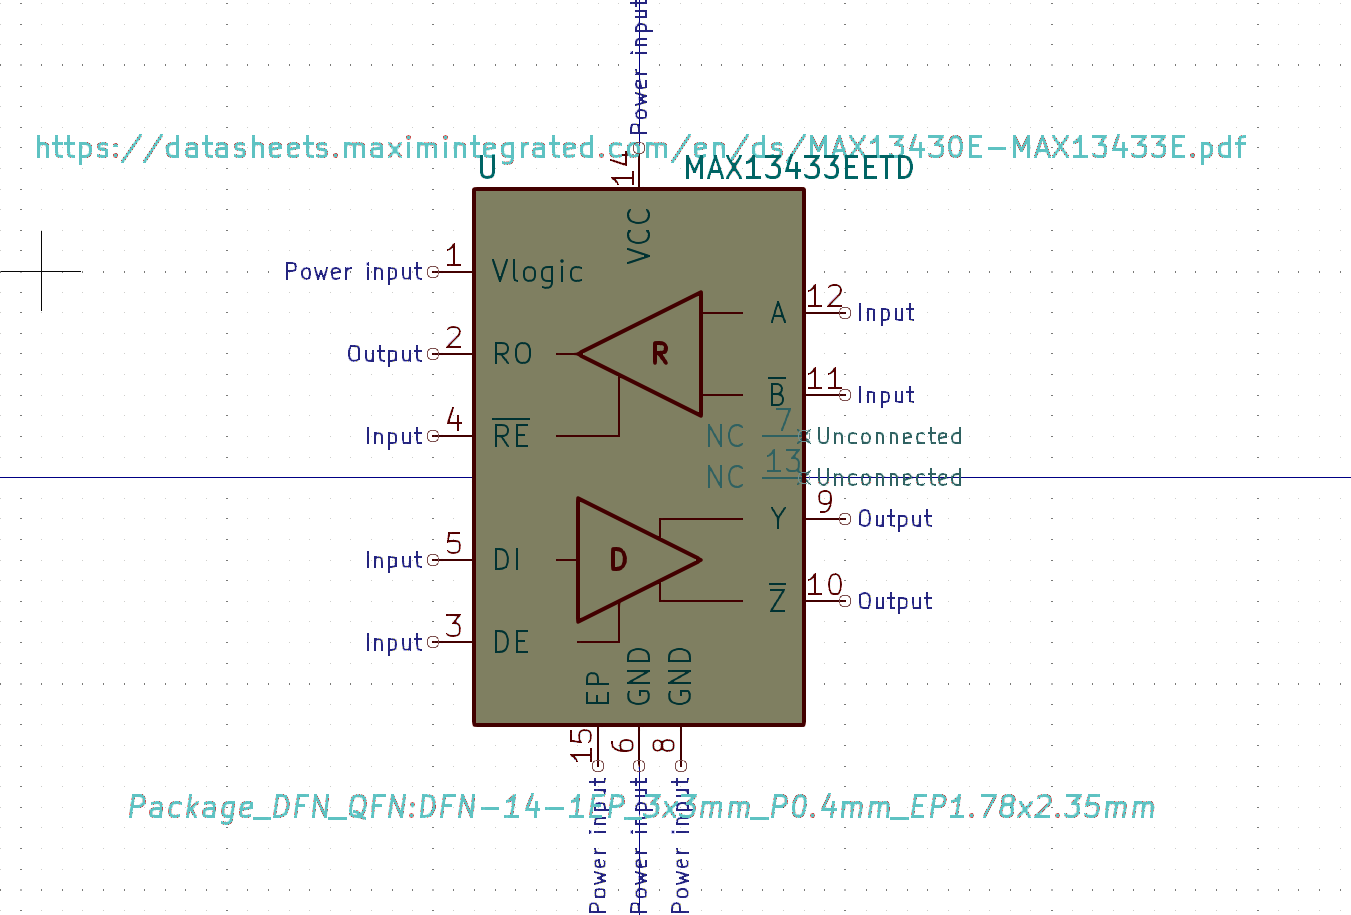 Power input
https://datasheets.maximintegrated.com/en/ds/MAX13430E-MAX13433E.pdf
U 14 MAX13433EETD
VCC
Power input 1 Vlogic
A 12 Input
Output 2 RO R
B 11 Input
Input 4 RE NC 7 Unconnected
NC 13 Unconnected
Y 9 Output
Input 5 DI D
Z 10 Output
Input 3 DE
EP GND GND
15 6 8
Package_DFN_QFN:DFN-14-1EP_3x3mm_P0.4mm_EP1.78x2.35mm
Power input Power input Power input